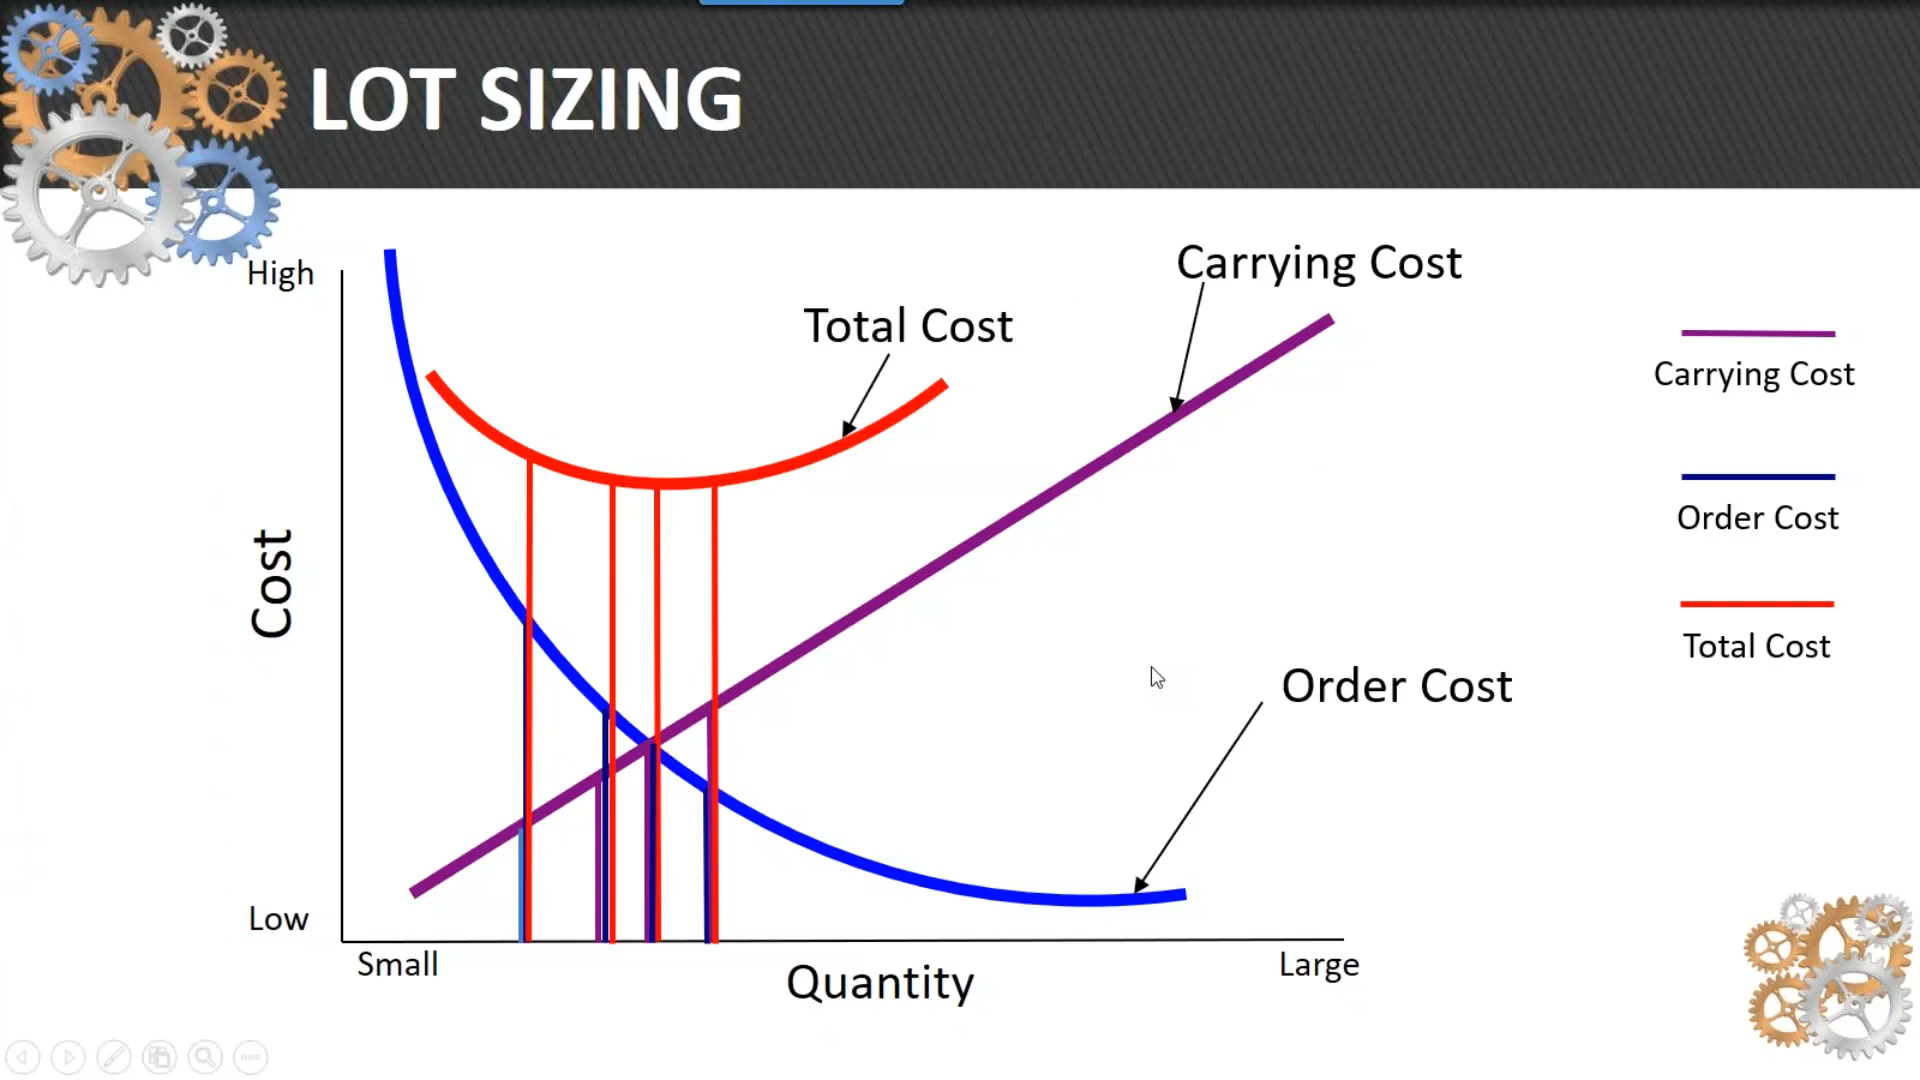 LOT SIZING
High
Carrying Cost
Total Cost
Carrying Cost
Order Cost
Cost
Order Cost
Total Cost
Low
Small
Quantity
Large